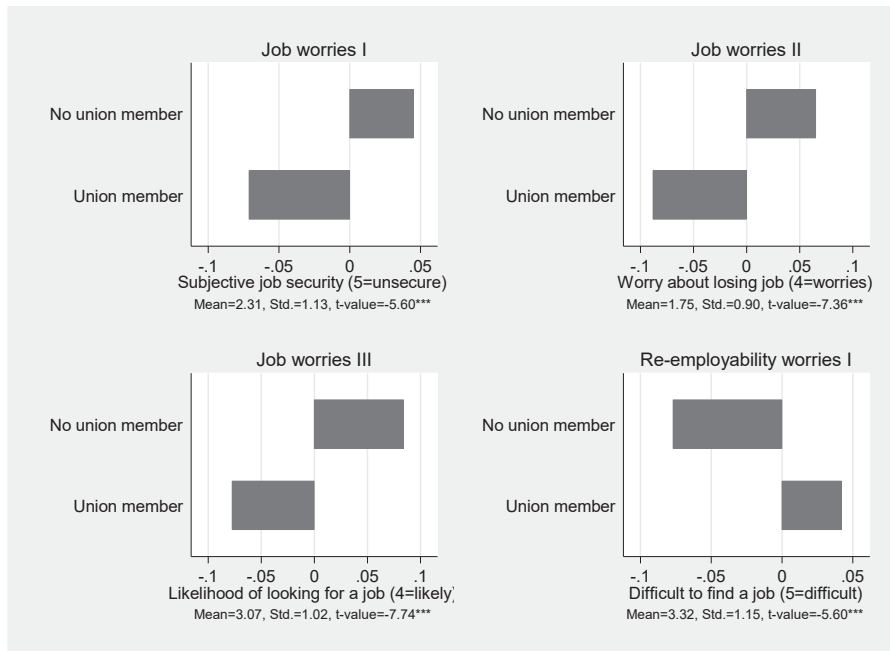 Job worries I
No union member
Union member
-.1 -.05 0 .05
Subjective job security (5=unsecure)
Mean=2.31, Std.=1.13, t-value=-5.60***
Job worries II
No union member
Union member
-.1 -.05 0 .05 .1
Worry about losing job (4=worries)
Mean=1.75, Std.=0.90, t-value=-7.36***
Job worries III
No union member
Union member
-.1 -.05 0 .05 .1
Likelihood of looking for a job (4=likely)
Mean=3.07, Std.=1.02, t-value=-7.74***
Re-employability worries I
No union member
Union member
-.1 -.05 0 .05
Difficult to find a job (5=difficult)
Mean=3.32, Std.=1.15, t-value=-5.60***